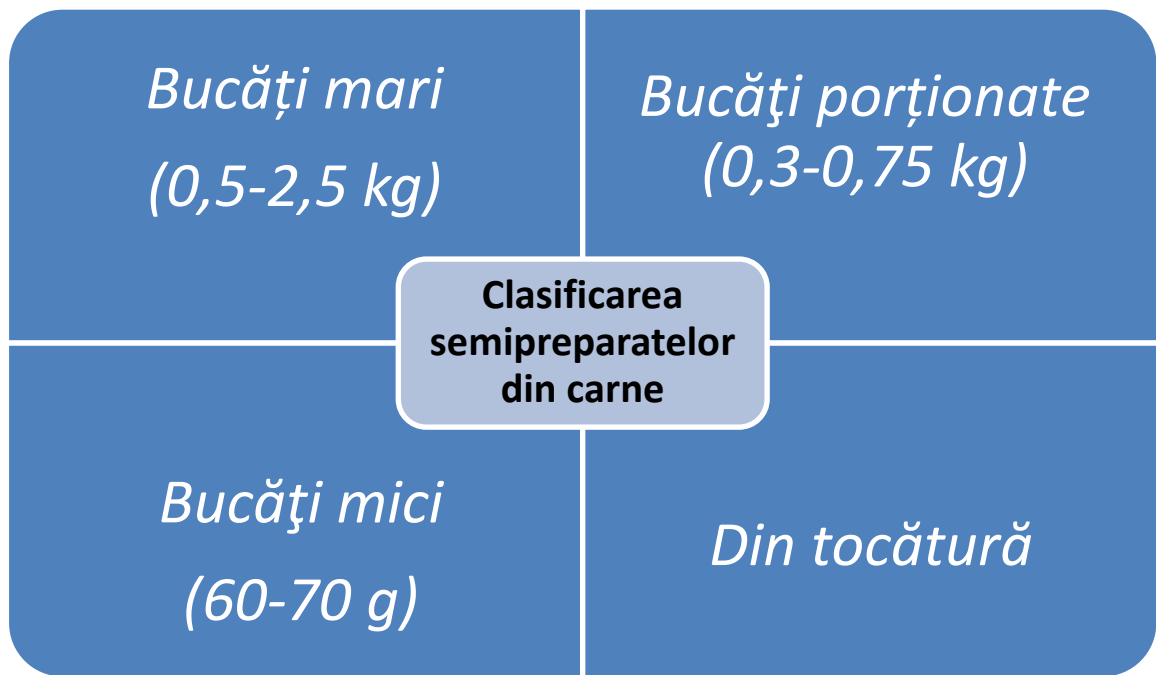 Bucăți mari
(0,5-2,5 kg)
Bucăţi porționate
(0,3-0,75 kg)
Clasificarea
semipreparatelor
din carne
Bucăţi mici
(60-70 g)
Din tocătură